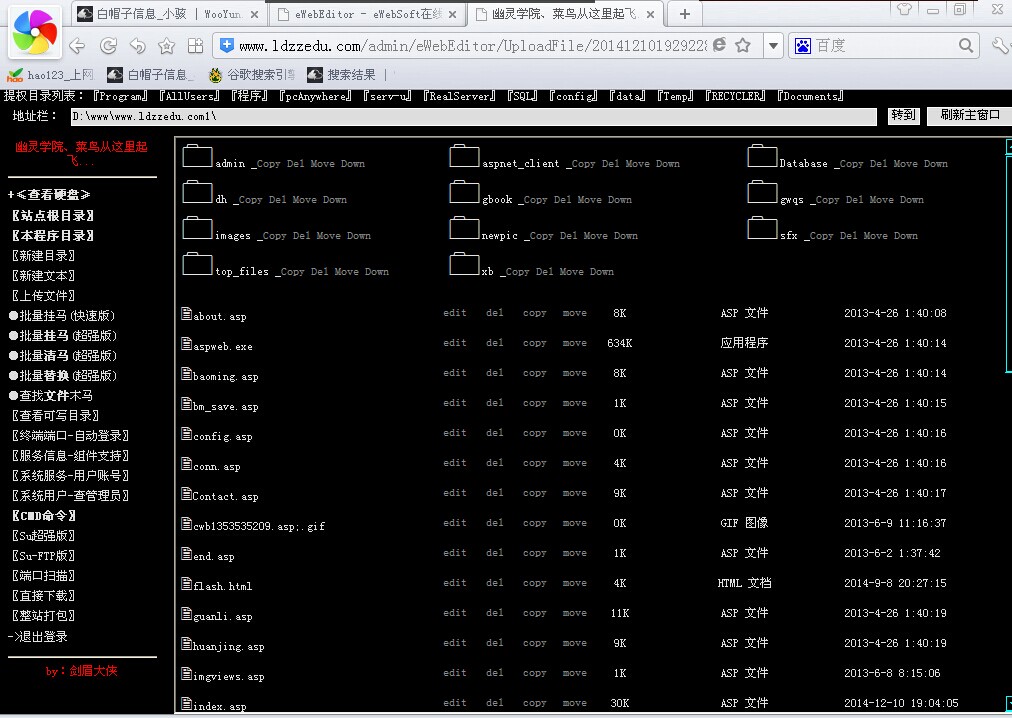 白帽子信息_小骇 | WooYun
eWebEditor - eWebSoft在线
幽灵学院、菜鸟从这里起飞
www.ldzzedu.com/admin/eWebEditor/UploadFile/2014121019292
百度
hao123_上网
白帽子信息_
谷歌搜索引擎
搜索结果
提权目录列表: 『Program』 『AllUsers』 『程序』 『pcAnywhere』 『serv-u』 『RealServer』 『SQL』 『config』 『data』 『Temp』 『RECYCLER』 『Documents』
地址栏: D:\www\www.ldzzedu.com1\ 转到 刷新主窗口
幽灵学院、菜鸟从这里起
飞...
+≪查看硬盘≫
〖站点根目录〗
〖本程序目录〗
〖新建目录〗
〖新建文本〗
〖上传文件〗
●批量挂马(快速版)
●批量挂马(超强版)
●批量清马(超强版)
●批量替换(超强版)
●查找文件木马
〖查看可写目录〗
〖终端端口-自动登录〗
〖服务信息-组件支持〗
〖系统服务-用户账号〗
〖系统用户-查管理员〗
〖CMD命令〗
〖Su超强版〗
〖Su-FTP版〗
〖端口扫描〗
〖直接下载〗
〖整站打包〗
->退出登录
by:剑眉大侠
admin _Copy Del Move Down aspnet_client _Copy Del Move Down Database _Copy Del Move Down
dh _Copy Del Move Down gbook _Copy Del Move Down gwqs _Copy Del Move Down
images _Copy Del Move Down newpic _Copy Del Move Down sfx _Copy Del Move Down
top_files _Copy Del Move Down xb _Copy Del Move Down
about.asp edit del copy move 8K ASP 文件 2013-4-26 1:40:08
aspweb.exe edit del copy move 634K 应用程序 2013-4-26 1:40:14
baoming.asp edit del copy move 8K ASP 文件 2013-4-26 1:40:14
bm_save.asp edit del copy move 1K ASP 文件 2013-4-26 1:40:15
config.asp edit del copy move 0K ASP 文件 2013-4-26 1:40:16
conn.asp edit del copy move 4K ASP 文件 2013-4-26 1:40:16
Contact.asp edit del copy move 9K ASP 文件 2013-4-26 1:40:17
cwb1353535209.asp;.gif edit del copy move 0K GIF 图像 2013-6-9 11:16:37
end.asp edit del copy move 1K ASP 文件 2013-6-2 1:37:42
flash.html edit del copy move 4K HTML 文档 2014-9-8 20:27:15
guanli.asp edit del copy move 11K ASP 文件 2013-4-26 1:40:19
huanjing.asp edit del copy move 9K ASP 文件 2013-4-26 1:40:19
imgviews.asp edit del copy move 1K ASP 文件 2013-6-8 8:15:06
index.asp edit del copy move 30K ASP 文件 2014-12-10 19:04:05